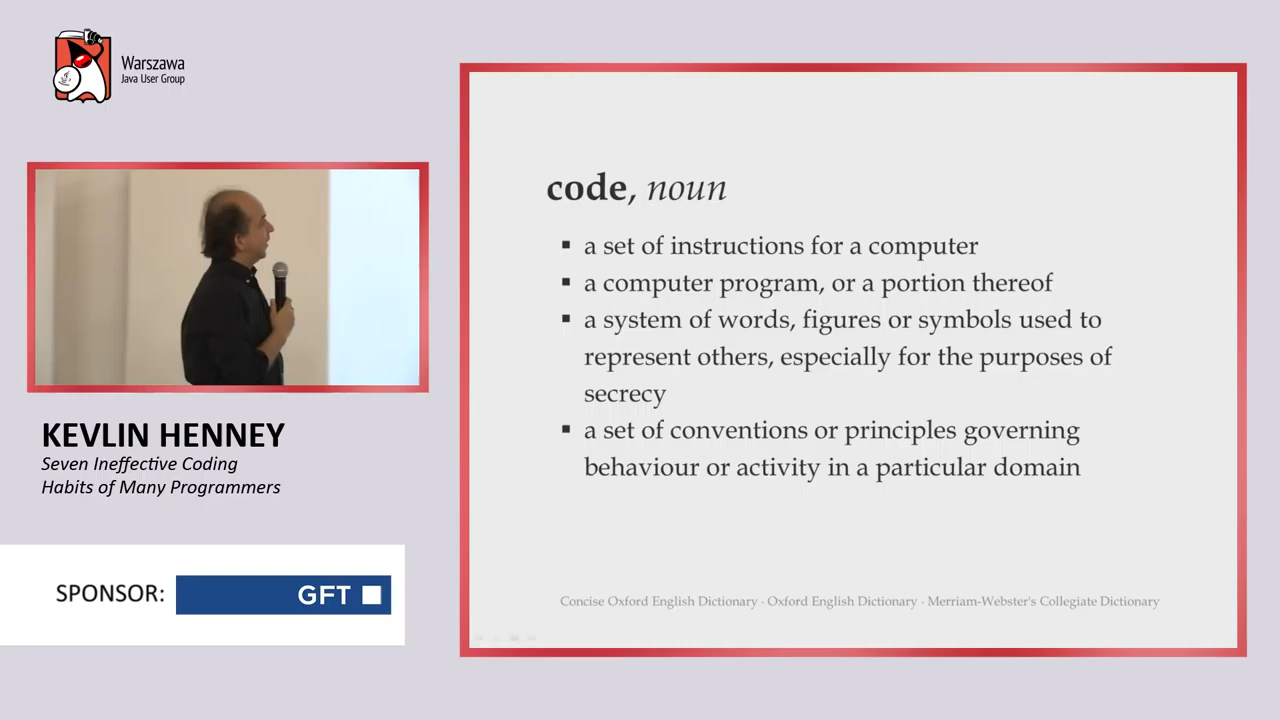 Warszawa
Java User Group
KEVLIN HENNEY
Seven Ineffective Coding
Habits of Many Programmers
SPONSOR:
GFT
code, noun
▪ a set of instructions for a computer
▪ a computer program, or a portion thereof
▪ a system of words, figures or symbols used to
represent others, especially for the purposes of
secrecy
▪ a set of conventions or principles governing
behaviour or activity in a particular domain
Concise Oxford English Dictionary · Oxford English Dictionary · Merriam-Webster's Collegiate Dictionary